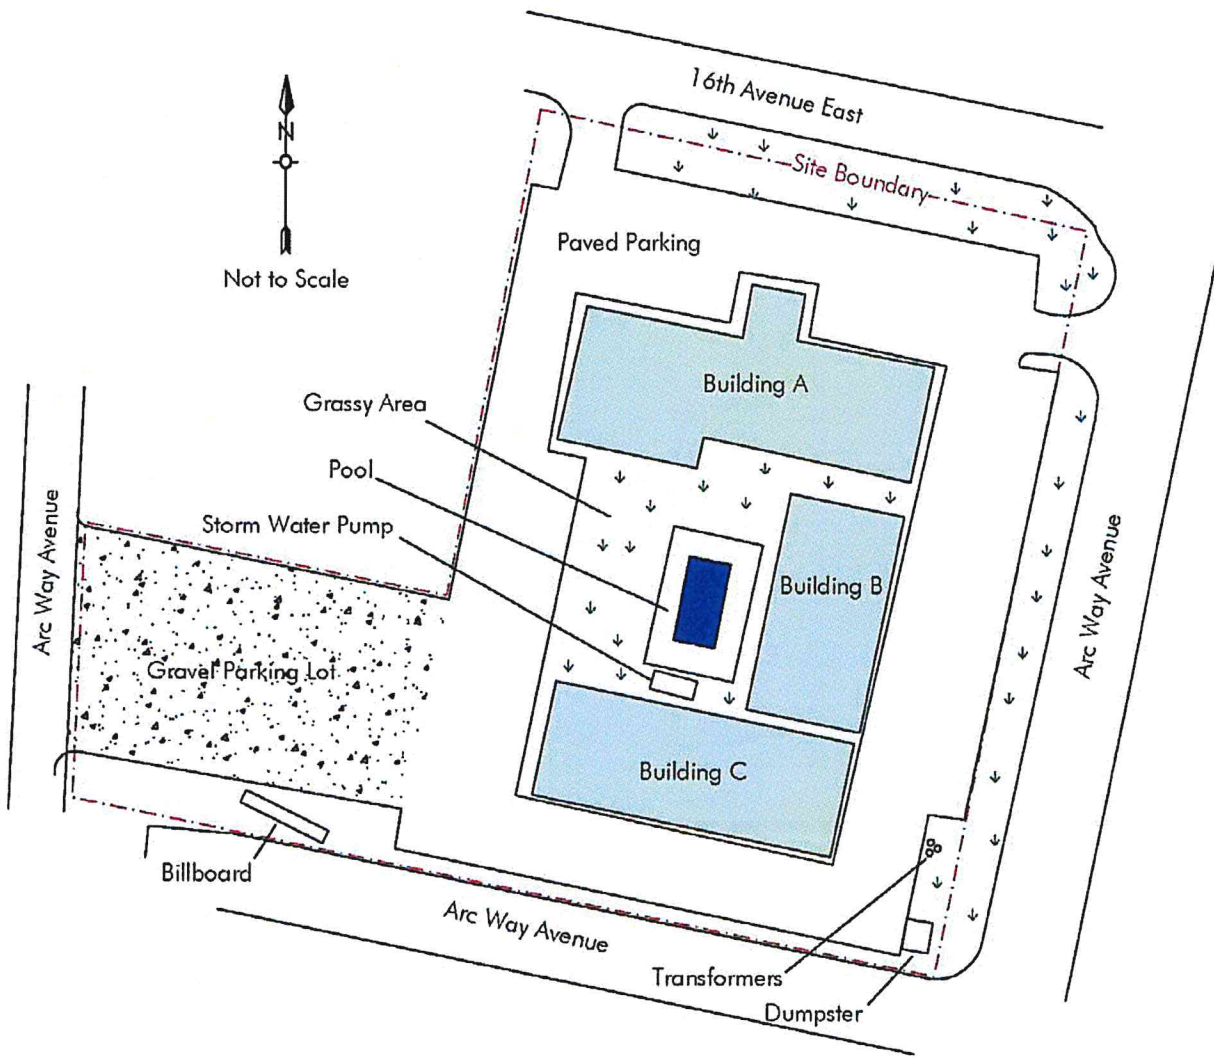 16th Avenue East
N
Site Boundary
Paved Parking
Not to Scale
Building A
Grassy Area
Pool
Storm Water Pump
Arc Way Avenue
Arc Way Avenue
Building B
Gravel Parking Lot
Building C
Billboard
Arc Way Avenue
Transformers
Dumpster